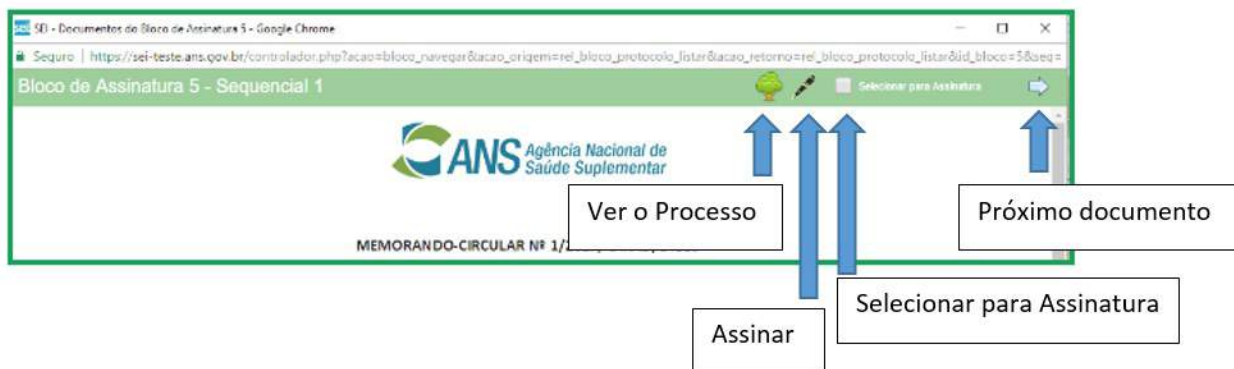 SEI - Documentos do Bloco de Assinatura 5 - Google Chrome
Seguro | https://sei-teste.ans.gov.br/controlador.php?acao=bloco_navegar&acao_origem=rel_bloco_protocolo_listar&acao_retorno=rel_bloco_protocolo_listar&id_bloco=5&seq=
Bloco de Assinatura 5 - Sequencial 1
Selecionar para Assinatura
ANS Agência Nacional de
Saúde Suplementar
Ver o Processo
Próximo documento
MEMORANDO-CIRCULAR Nº
Selecionar para Assinatura
Assinar